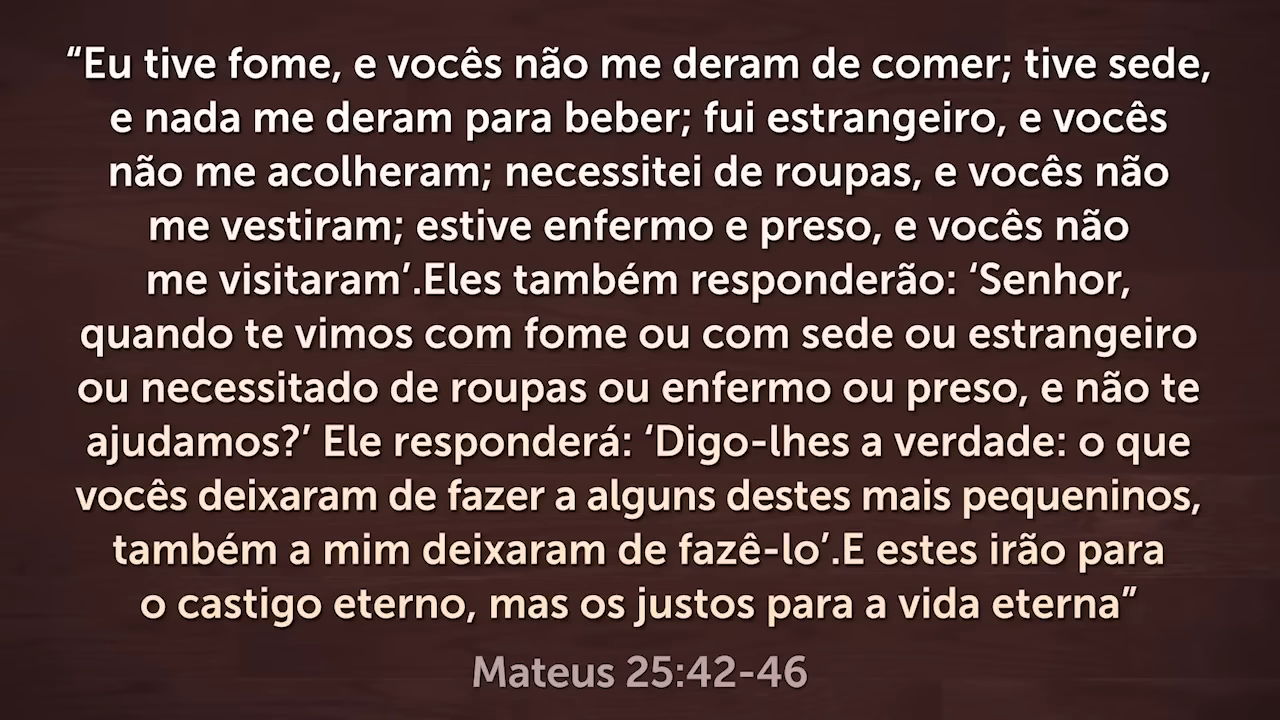 “Eu tive fome, e vocês não me deram de comer; tive sede,
e nada me deram para beber; fui estrangeiro, e vocês
não me acolheram; necessitei de roupas, e vocês não
me vestiram; estive enfermo e preso, e vocês não
me visitaram’.Eles também responderão: ‘Senhor,
quando te vimos com fome ou com sede ou estrangeiro
ou necessitado de roupas ou enfermo ou preso, e não te
ajudamos?’ Ele responderá: ‘Digo-lhes a verdade: o que
vocês deixaram de fazer a alguns destes mais pequeninos,
também a mim deixaram de fazê-lo’.E estes irão para
o castigo eterno, mas os justos para a vida eterna”
Mateus 25:42-46